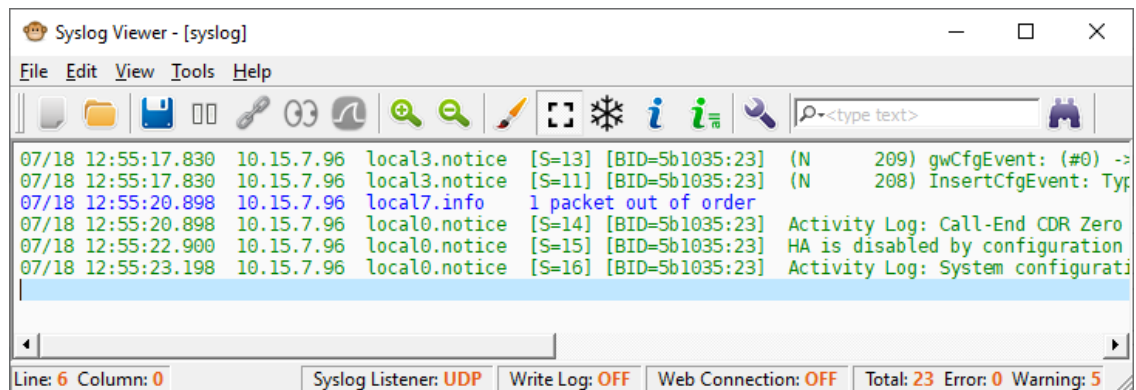 Syslog Viewer - [syslog]
File Edit View Tools Help
<type text>
07/18 12:55:17.830 10.15.7.96 local3.notice [S=13] [BID=5b1035:23] (N 209) gwCfgEvent: (#0) ->
07/18 12:55:17.830 10.15.7.96 local3.notice [S=11] [BID=5b1035:23] (N 208) InsertCfgEvent: Typ
07/18 12:55:20.898 10.15.7.96 local7.info 1 packet out of order
07/18 12:55:20.898 10.15.7.96 local0.notice [S=14] [BID=5b1035:23] Activity Log: Call-End CDR Zero
07/18 12:55:22.900 10.15.7.96 local0.notice [S=15] [BID=5b1035:23] HA is disabled by configuration
07/18 12:55:23.198 10.15.7.96 local0.notice [S=16] [BID=5b1035:23] Activity Log: System configurati
Line: 6 Column: 0 Syslog Listener: UDP Write Log: OFF Web Connection: OFF Total: 23 Error: 0 Warning: 5